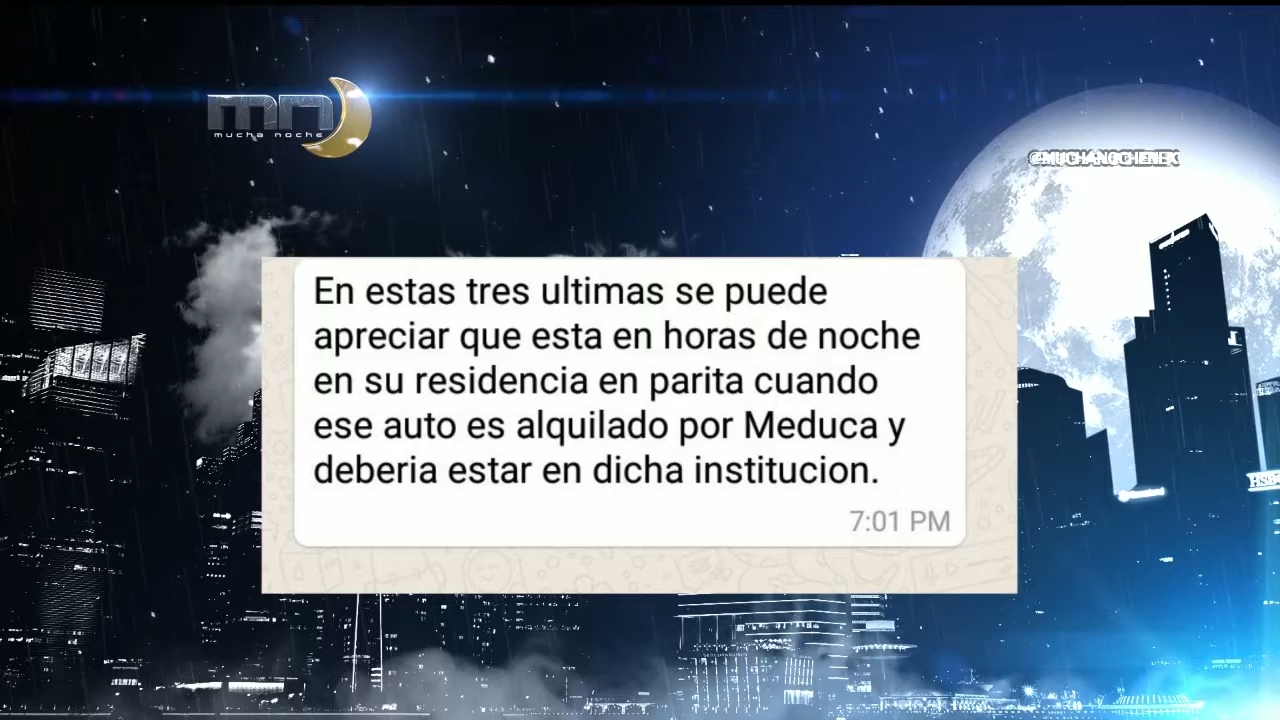 mn
mucha noche
En estas tres ultimas se puede
apreciar que esta en horas de noche
en su residencia en parita cuando
ese auto es alquilado por Meduca y
deberia estar en dicha institucion.
7:01 PM